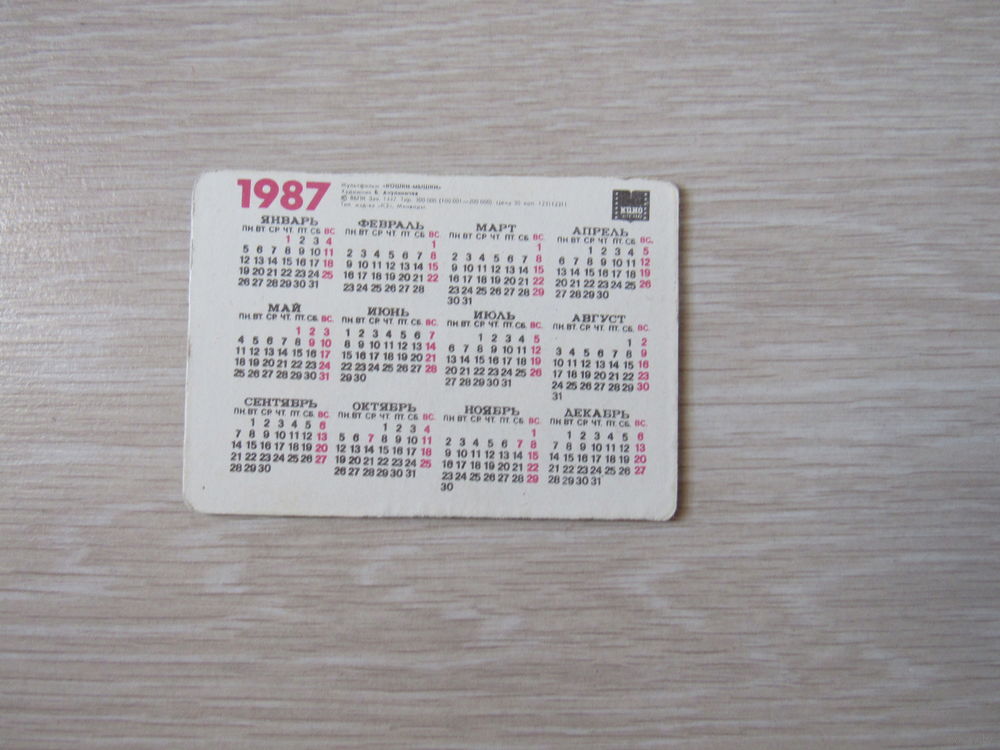 1987
Мультфильм «КОШКИ-МЫШКИ»
Художник
© ВБПК Зак. 1447. Тир. 300 000. (100.001—200.000). Цена 30 коп.
КИНО
ЯНВАРЬ
ПН. ВТ СР ЧТ. ПТ. СБ. ВС.
1 2 3 4
5 6 7 8 9 10 11
12 13 14 15 16 17 18
19 20 21 22 23 24 25
26 27 28 29 30 31
ФЕВРАЛЬ
ПН. ВТ СР ЧТ. ПТ. СБ. ВС.
1
2 3 4 5 6 7 8
9 10 11 12 13 14 15
16 17 18 19 20 21 22
23 24 25 26 27 28
МАРТ
ПН. ВТ СР ЧТ. ПТ. СБ. ВС.
1
2 3 4 5 6 7 8
9 10 11 12 13 14 15
16 17 18 19 20 21 22
23 24 25 26 27 28 29
30 31
АПРЕЛЬ
ПН. ВТ СР ЧТ. ПТ. СБ. ВС.
1 2 3 4 5
6 7 8 9 10 11 12
13 14 15 16 17 18 19
20 21 22 23 24 25 26
27 28 29 30
МАЙ
ПН. ВТ СР ЧТ. ПТ. СБ. ВС.
1 2 3
4 5 6 7 8 9 10
11 12 13 14 15 16 17
18 19 20 21 22 23 24
25 26 27 28 29 30 31
ИЮНЬ
ПН. ВТ СР ЧТ. ПТ. СБ. ВС.
1 2 3 4 5 6 7
8 9 10 11 12 13 14
15 16 17 18 19 20 21
22 23 24 25 26 27 28
29 30
ИЮЛЬ
ПН. ВТ СР ЧТ. ПТ. СБ. ВС.
1 2 3 4 5
6 7 8 9 10 11 12
13 14 15 16 17 18 19
20 21 22 23 24 25 26
27 28 29 30 31
АВГУСТ
ПН. ВТ СР ЧТ. ПТ. СБ. ВС.
1 2
3 4 5 6 7 8 9
10 11 12 13 14 15 16
17 18 19 20 21 22 23
24 25 26 27 28 29 30
31
СЕНТЯБРЬ
ПН. ВТ СР ЧТ. ПТ. СБ. ВС.
1 2 3 4 5 6
7 8 9 10 11 12 13
14 15 16 17 18 19 20
21 22 23 24 25 26 27
28 29 30
ОКТЯБРЬ
ПН. ВТ СР ЧТ. ПТ. СБ. ВС.
1 2 3 4
5 6 7 8 9 10 11
12 13 14 15 16 17 18
19 20 21 22 23 24 25
26 27 28 29 30 31
НОЯБРЬ
ПН. ВТ СР ЧТ. ПТ. СБ. ВС.
1
2 3 4 5 6 7 8
9 10 11 12 13 14 15
16 17 18 19 20 21 22
23 24 25 26 27 28 29
30
ДЕКАБРЬ
ПН. ВТ СР ЧТ. ПТ. СБ. ВС.
1 2 3 4 5 6
7 8 9 10 11 12 13
14 15 16 17 18 19 20
21 22 23 24 25 26 27
28 29 30 31